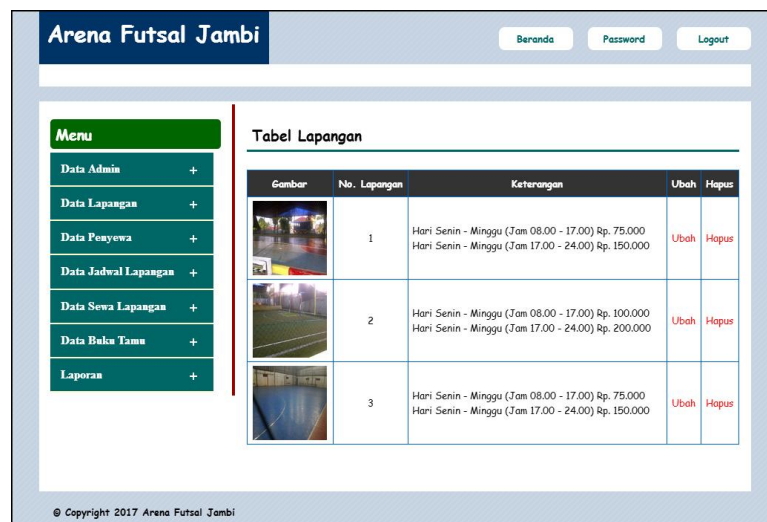 Arena Futsal Jambi
Beranda Password Logout
Menu
Data Admin +
Data Lapangan +
Data Penyewa +
Data Jadwal Lapangan +
Data Sewa Lapangan +
Data Buku Tamu +
Laporan +
Tabel Lapangan
Gambar No. Lapangan Keterangan Ubah Hapus
1 Hari Senin - Minggu (Jam 08.00 - 17.00) Rp. 75.000 Ubah Hapus
Hari Senin - Minggu (Jam 17.00 - 24.00) Rp. 150.000
2 Hari Senin - Minggu (Jam 08.00 - 17.00) Rp. 100.000 Ubah Hapus
Hari Senin - Minggu (Jam 17.00 - 24.00) Rp. 200.000
3 Hari Senin - Minggu (Jam 08.00 - 17.00) Rp. 75.000 Ubah Hapus
Hari Senin - Minggu (Jam 17.00 - 24.00) Rp. 150.000
@ Copyright 2017 Arena Futsal Jambi